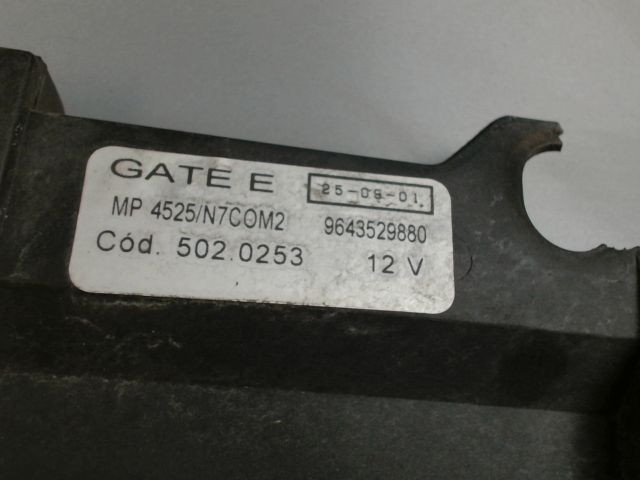 GATE E 25-09-01.
MP 4525/N7COM2 9643529880
Cód. 502.0253 12 V